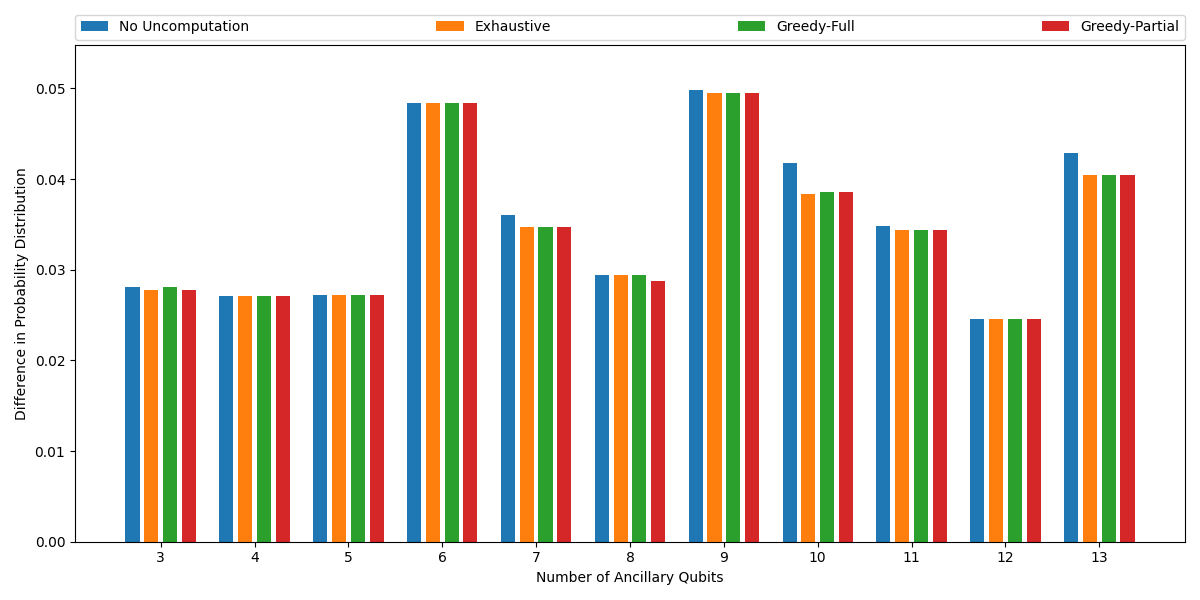 No Uncomputation Exhaustive Greedy-Full Greedy-Partial
Difference in Probability Distribution
0.05
0.04
0.03
0.02
0.01
0.00
3 4 5 6 7 8 9 10 11 12 13
Number of Ancillary Qubits